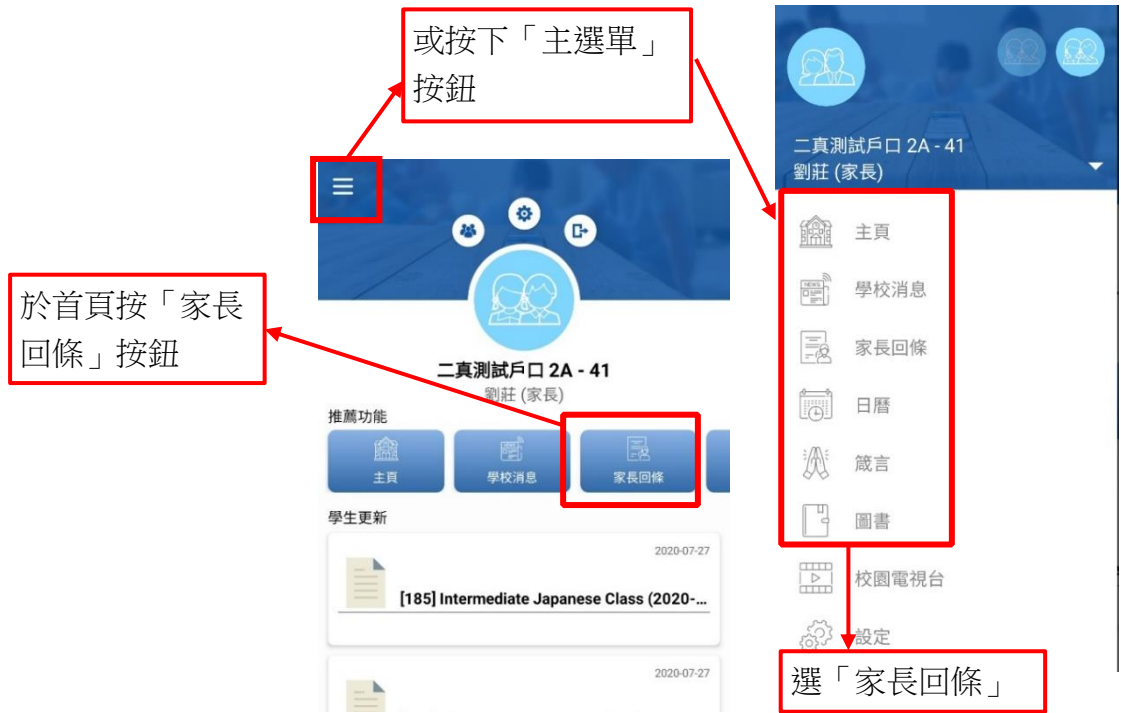 或按下「主選單」
按鈕
於首頁按「家長
回條」按鈕
二真測試戶口 2A - 41
劉莊 (家長)
推薦功能
主頁
學校消息
家長回條
學生更新
2020-07-27
[185] Intermediate Japanese Class (2020-...
2020-07-27
二真測試戶口 2A - 41
劉莊 (家長)
主頁
NEWS
學校消息
家長回條
日曆
箴言
圖書
校園電視台
設定
選「家長回條」